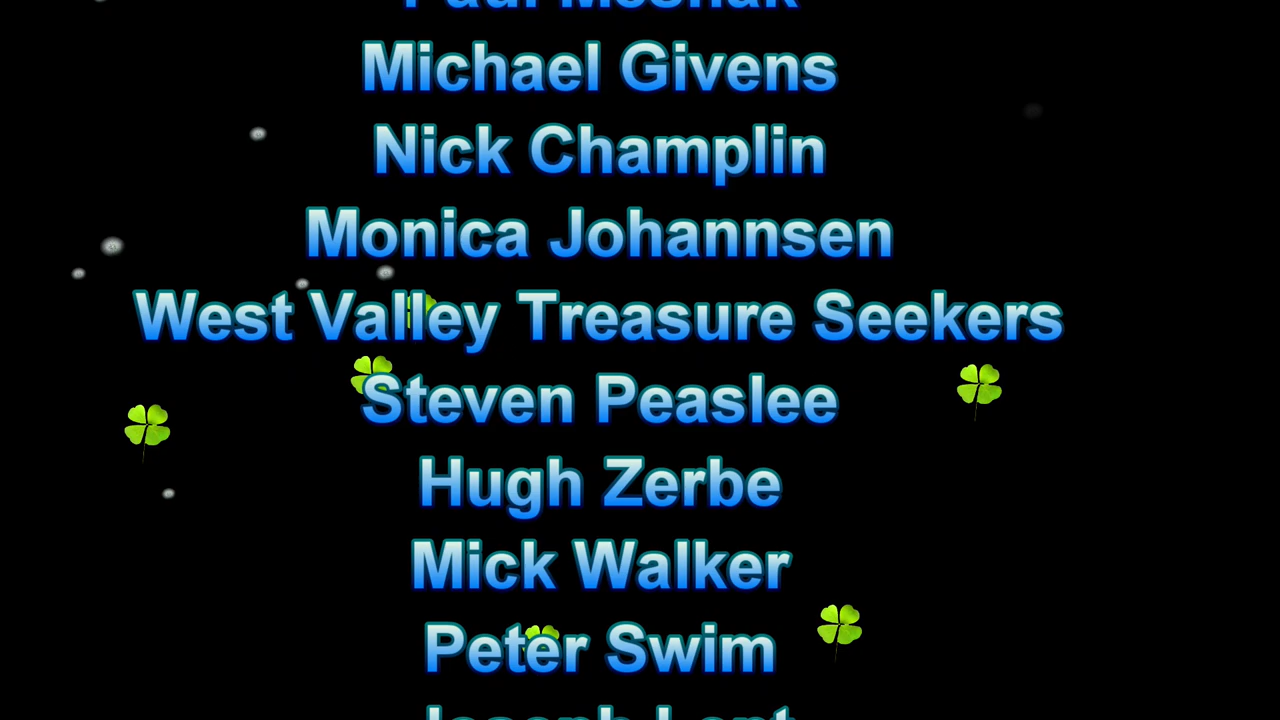 Michael Givens
Nick Champlin
Monica Johannsen
West Valley Treasure Seekers
Steven Peaslee
Hugh Zerbe
Mick Walker
Peter Swim